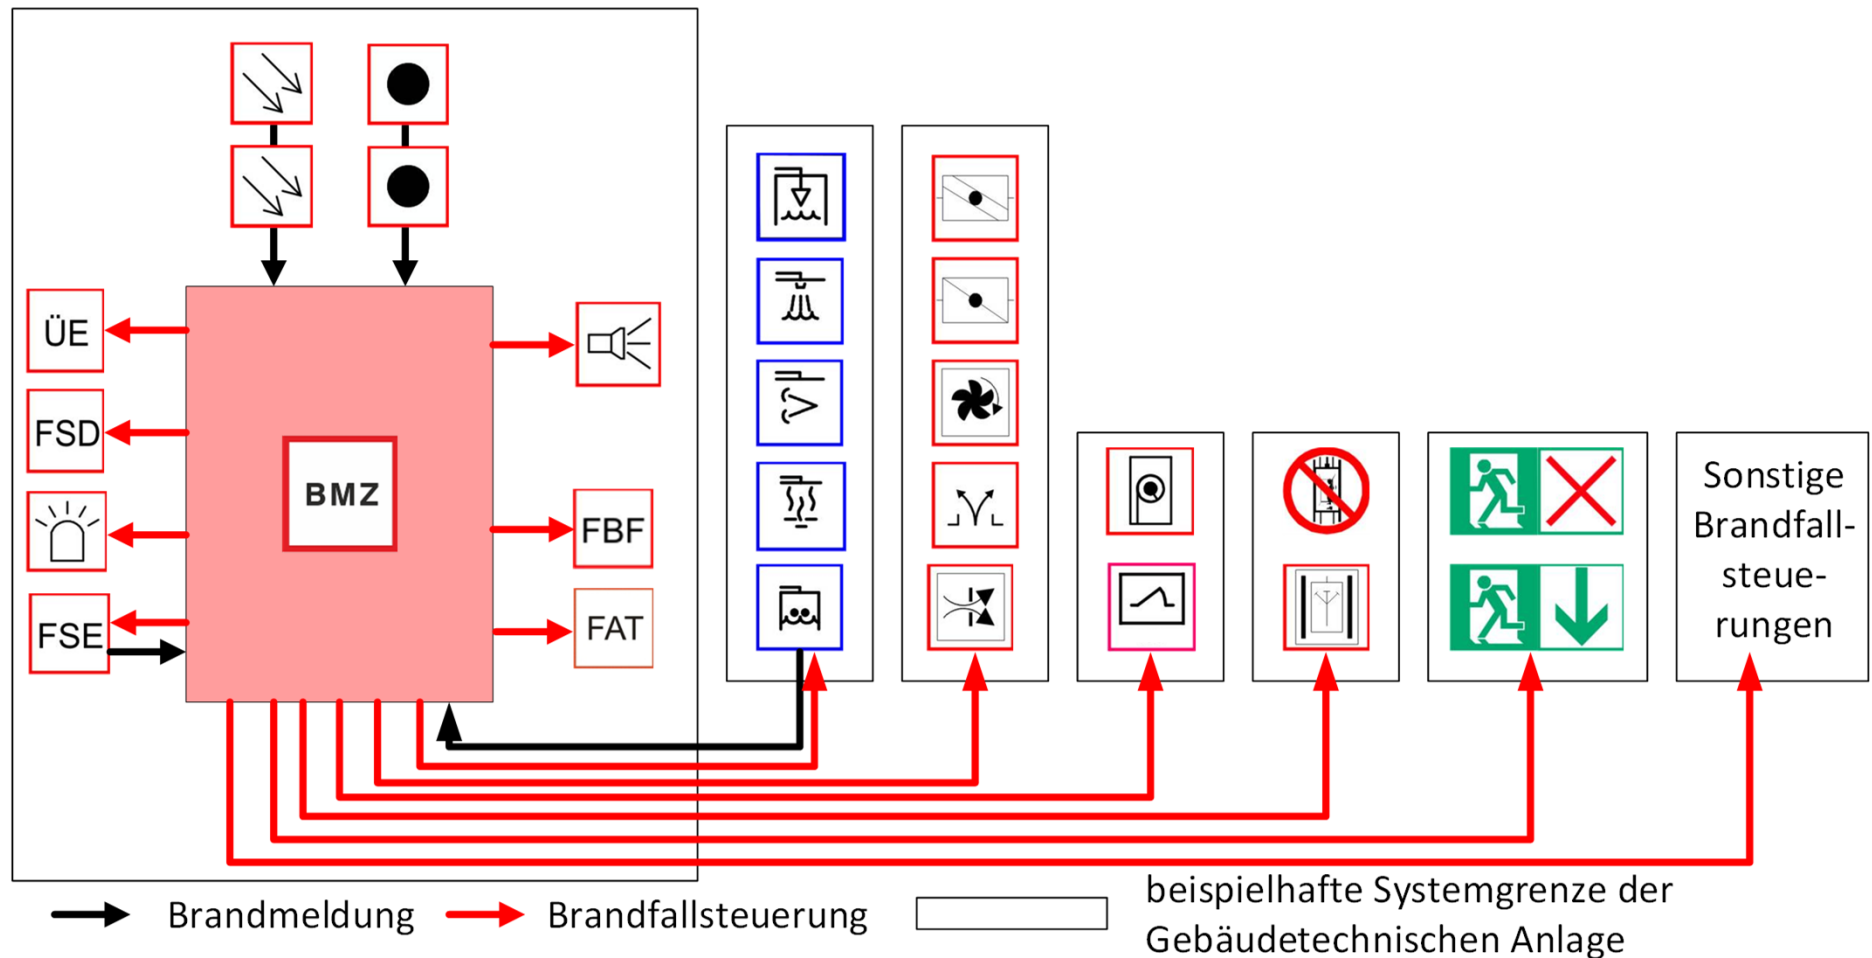 ÜE
FSD
FSE
BMZ
FBF
FAT
Sonstige
Brandfall-
steue-
rungen
Brandmeldung
Brandfallsteuerung
beispielhafte Systemgrenze der
Gebäudetechnischen Anlage